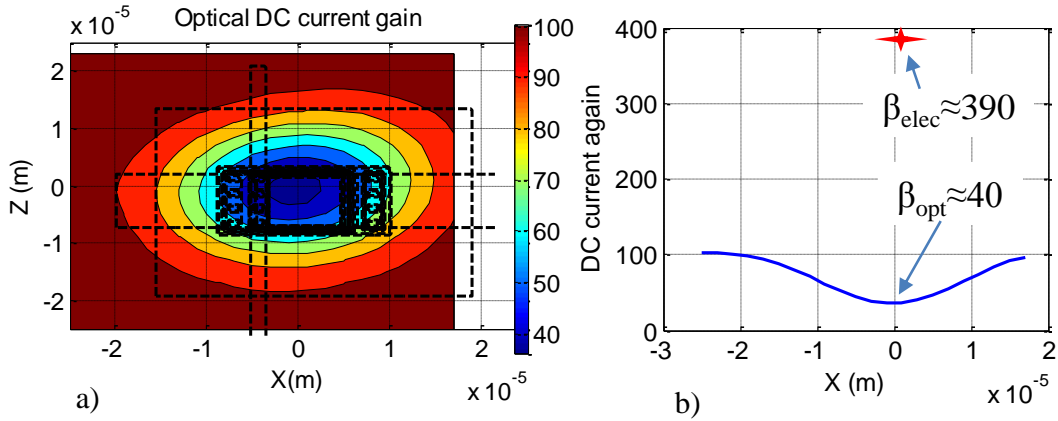 x 10^-5 Optical DC current gain
2
1
0
-1
-2
Z (m)
-2 -1 0 1 2
X(m)
x 10^-5
100
90
80
70
60
50
40
a)
400
300
200
100
0
DC current again
-3 -2 -1 0 1 2
X (m)
x 10^-5
βelec≈390
βopt≈40
b)